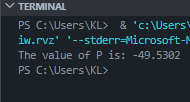 TERMINAL
PS C:\Users\KL> & 'c:\Users\
iw.rvz' '--stderr=Microsoft-M
The value of P is: -49.5302
PS C:\Users\KL>